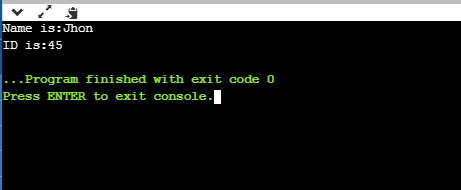 Name is:Jhon
ID is:45
...Program finished with exit code 0
Press ENTER to exit console.